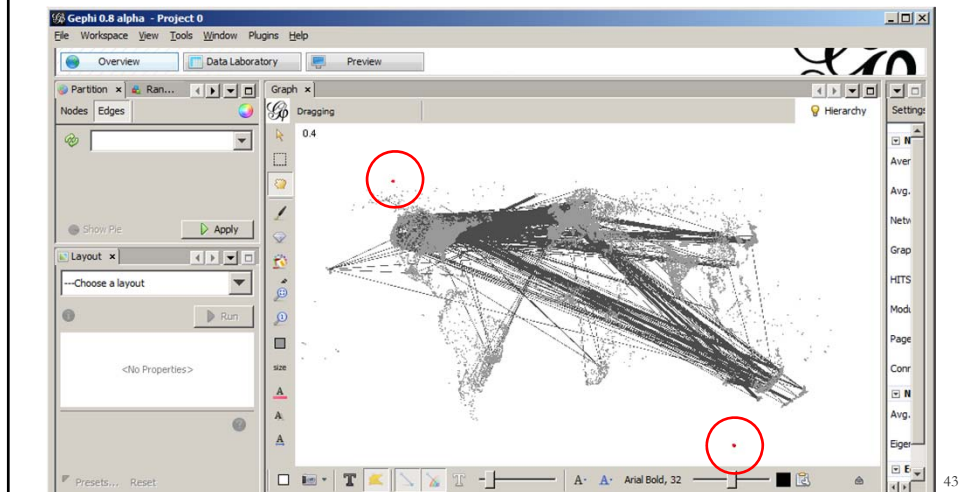 Gephi 0.8 alpha - Project 0
File Workspace View Tools Window Plugins Help
Overview Data Laboratory Preview
Partition Ran... Graph
Nodes Edges Dragging Hierarchy Settings
0.4
Aver
Avg.
Netw
Show Pie Apply
Grap
Layout
---Choose a layout
HITS
Modu
Run
Page
<No Properties>
size
Conr
N
Avg.
Eiger
Presets... Reset
T T A- A- Arial Bold, 32
E
43